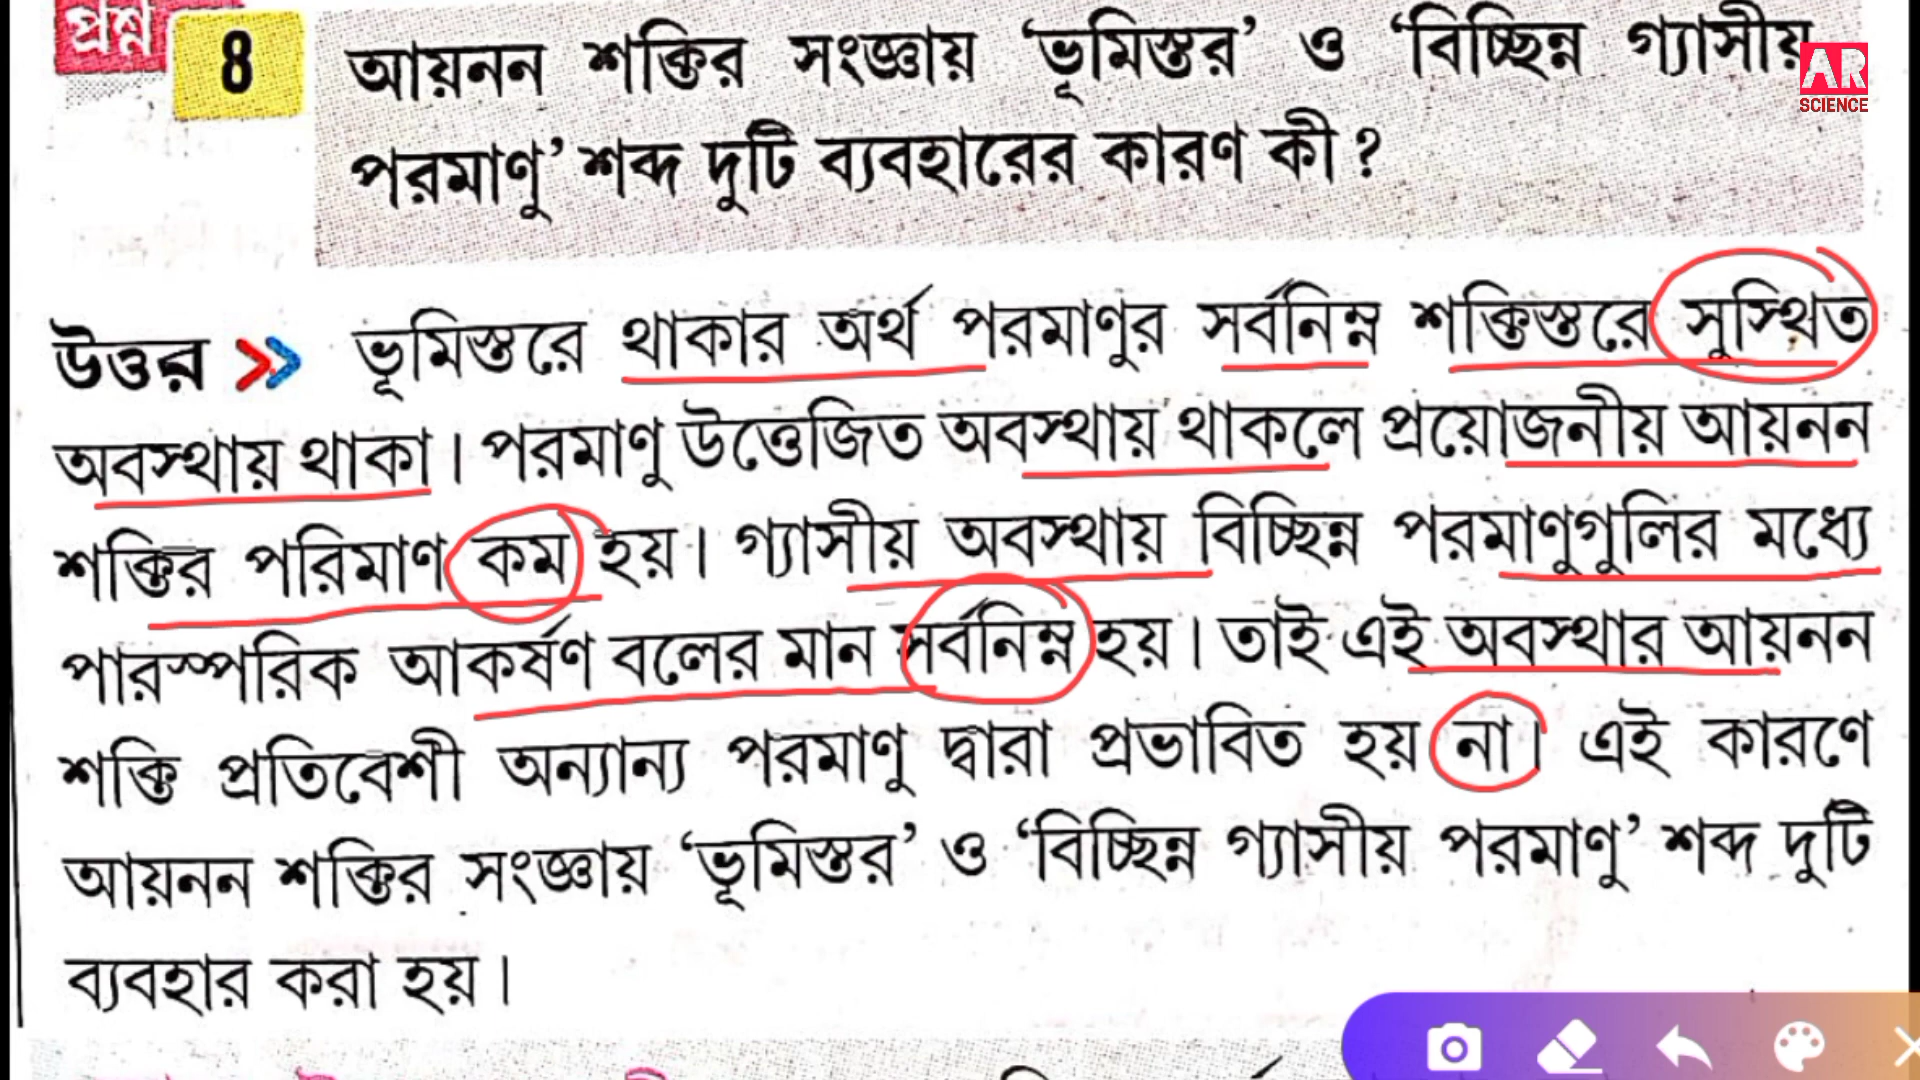 প্রশ্ন
8
আয়নন শক্তির সংজ্ঞায় ‘ভূমিস্তর’ ও ‘বিচ্ছিন্ন গ্যাসীয়
পরমাণু’ শব্দ দুটি ব্যবহারের কারণ কী?
AR
SCIENCE
উত্তর » ভূমিস্তরে থাকার অর্থ পরমাণুর সর্বনিম্ন শক্তিস্তরে সুস্থিত
অবস্থায় থাকা। পরমাণু উত্তেজিত অবস্থায় থাকলে প্রয়োজনীয় আয়নন
শক্তির পরিমাণ কম হয়। গ্যাসীয় অবস্থায় বিচ্ছিন্ন পরমাণুগুলির মধ্যে
পারস্পরিক আকর্ষণ বলের মান সর্বনিম্ন হয়। তাই এই অবস্থার আয়নন
শক্তি প্রতিবেশী অন্যান্য পরমাণু দ্বারা প্রভাবিত হয় না। এই কারণে
আয়নন শক্তির সংজ্ঞায় ‘ভূমিস্তর’ ও ‘বিচ্ছিন্ন গ্যাসীয় পরমাণু’ শব্দ দুটি
ব্যবহার করা হয়।